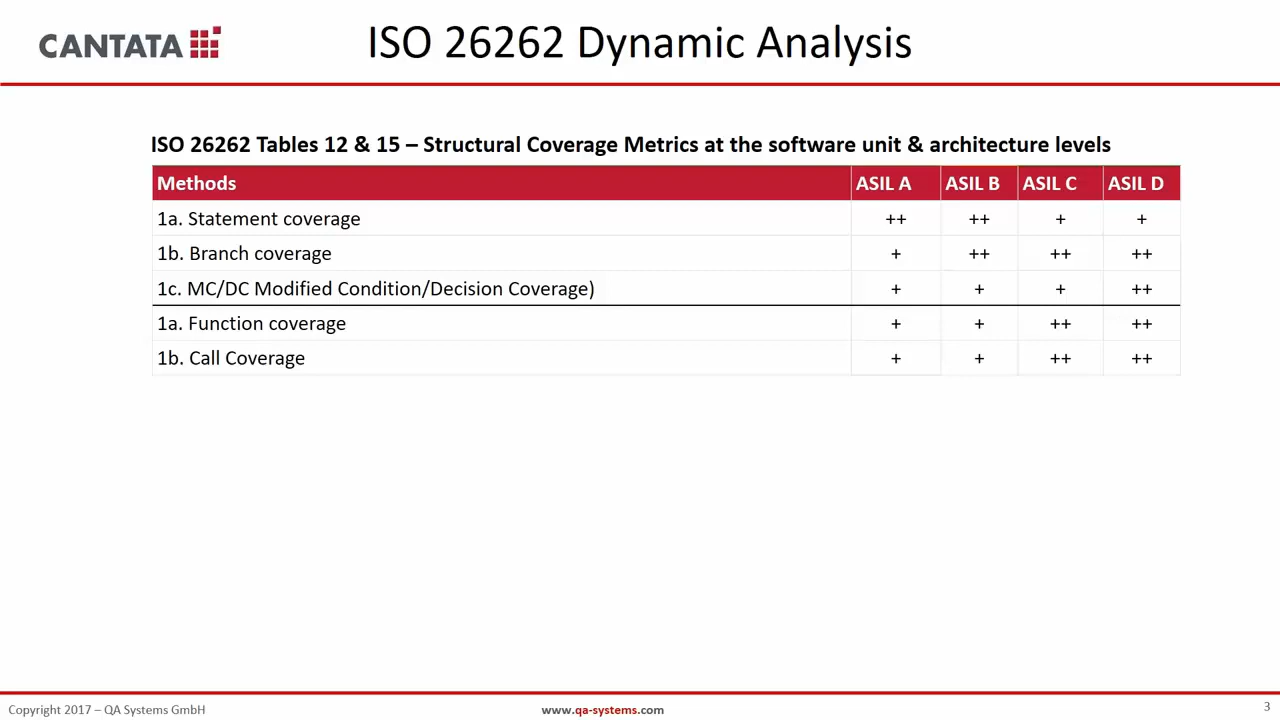 CANTATA
ISO 26262 Dynamic Analysis
ISO 26262 Tables 12 & 15 – Structural Coverage Metrics at the software unit & architecture levels
Methods ASIL A ASIL B ASIL C ASIL D
1a. Statement coverage ++ ++ + +
1b. Branch coverage + ++ ++ ++
1c. MC/DC Modified Condition/Decision Coverage) + + + ++
1a. Function coverage + + ++ ++
1b. Call Coverage + + ++ ++
Copyright 2017 – QA Systems GmbH www.qa-systems.com 3